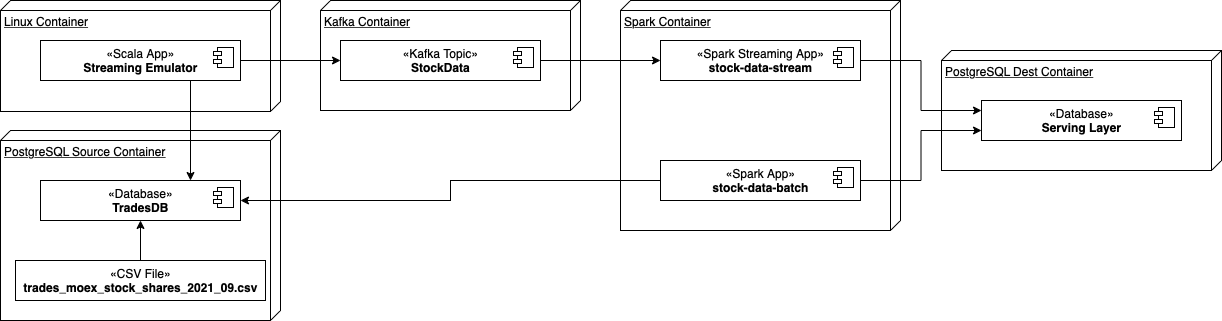 Linux Container
«Scala App»
Streaming Emulator
Kafka Container
«Kafka Topic»
StockData
Spark Container
«Spark Streaming App»
stock-data-stream
«Spark App»
stock-data-batch
PostgreSQL Dest Container
«Database»
Serving Layer
PostgreSQL Source Container
«Database»
TradesDB
«CSV File»
trades_moex_stock_shares_2021_09.csv